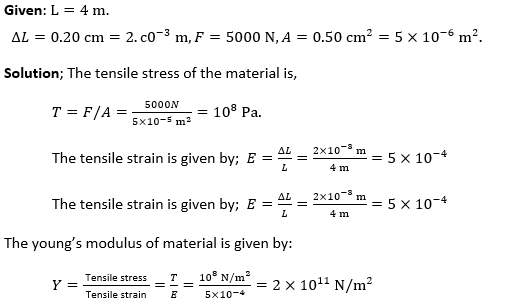 Given: L = 4 m.
ΔL = 0.20 cm = 2. c0⁻³ m, F = 5000 N, A = 0.50 cm² = 5 × 10⁻⁶ m².
Solution; The tensile stress of the material is,
T = F/A = 5000N / 5×10⁻⁵ m² = 10⁸ Pa.
The tensile strain is given by; E = ΔL / L = 2×10⁻³ m / 4 m = 5 × 10⁻⁴
The tensile strain is given by; E = ΔL / L = 2×10⁻³ m / 4 m = 5 × 10⁻⁴
The young's modulus of material is given by:
Y = Tensile stress / Tensile strain = T / E = 10⁸ N/m² / 5×10⁻⁴ = 2 × 10¹¹ N/m²